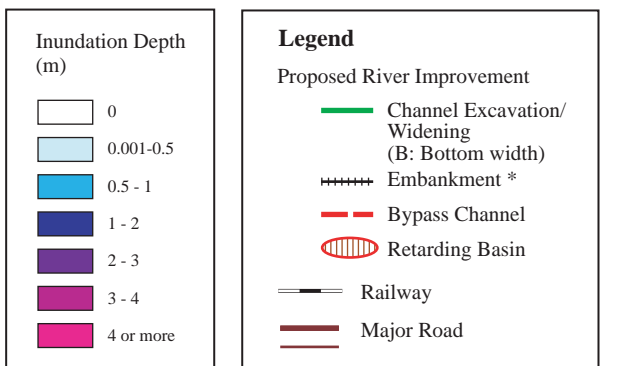 Inundation Depth
(m)
0
0.001-0.5
0.5 - 1
1 - 2
2 - 3
3 - 4
4 or more
Legend
Proposed River Improvement
Channel Excavation/
Widening
(B: Bottom width)
Embankment *
Bypass Channel
Retarding Basin
Railway
Major Road